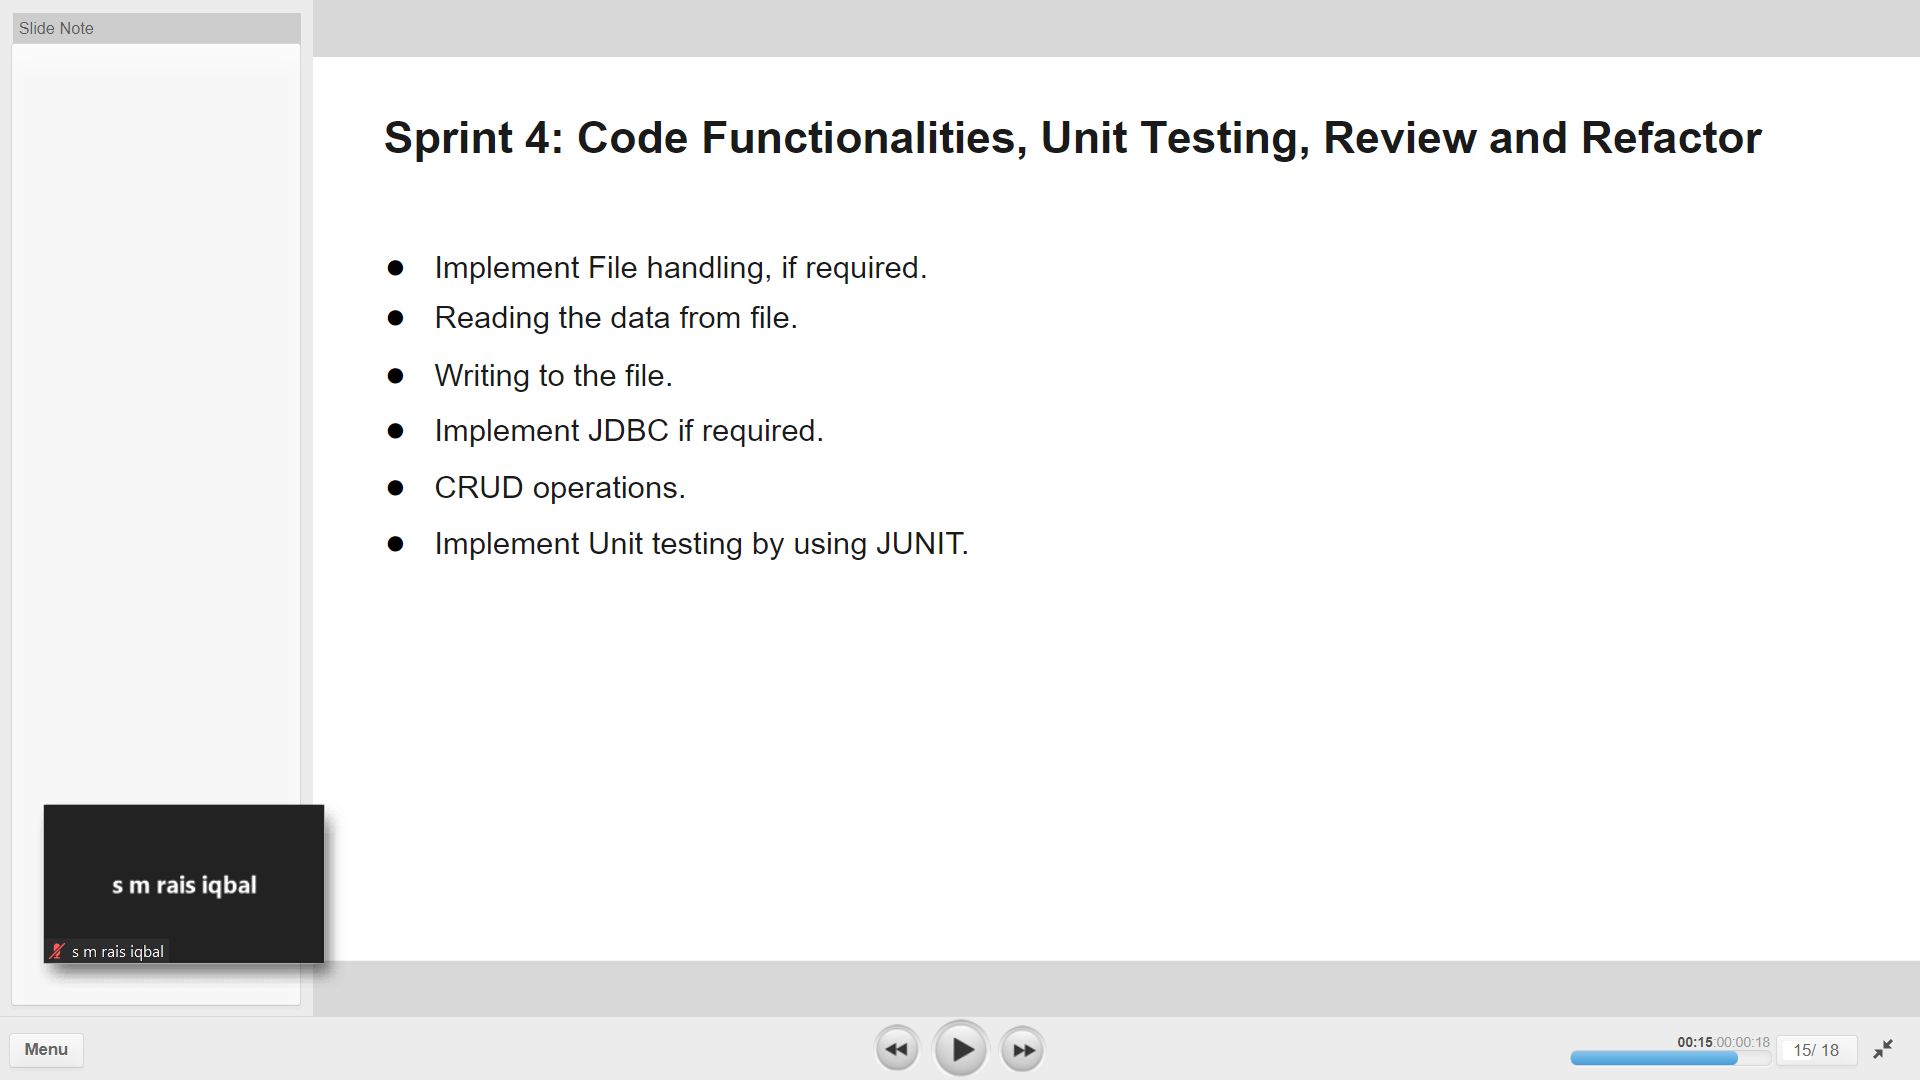 Slide Note
Sprint 4: Code Functionalities, Unit Testing, Review and Refactor
● Implement File handling, if required.
● Reading the data from file.
● Writing to the file.
● Implement JDBC if required.
● CRUD operations.
● Implement Unit testing by using JUNIT.
s m rais iqbal
s m rais iqbal
Menu
00:15:00:00:18
15/ 18